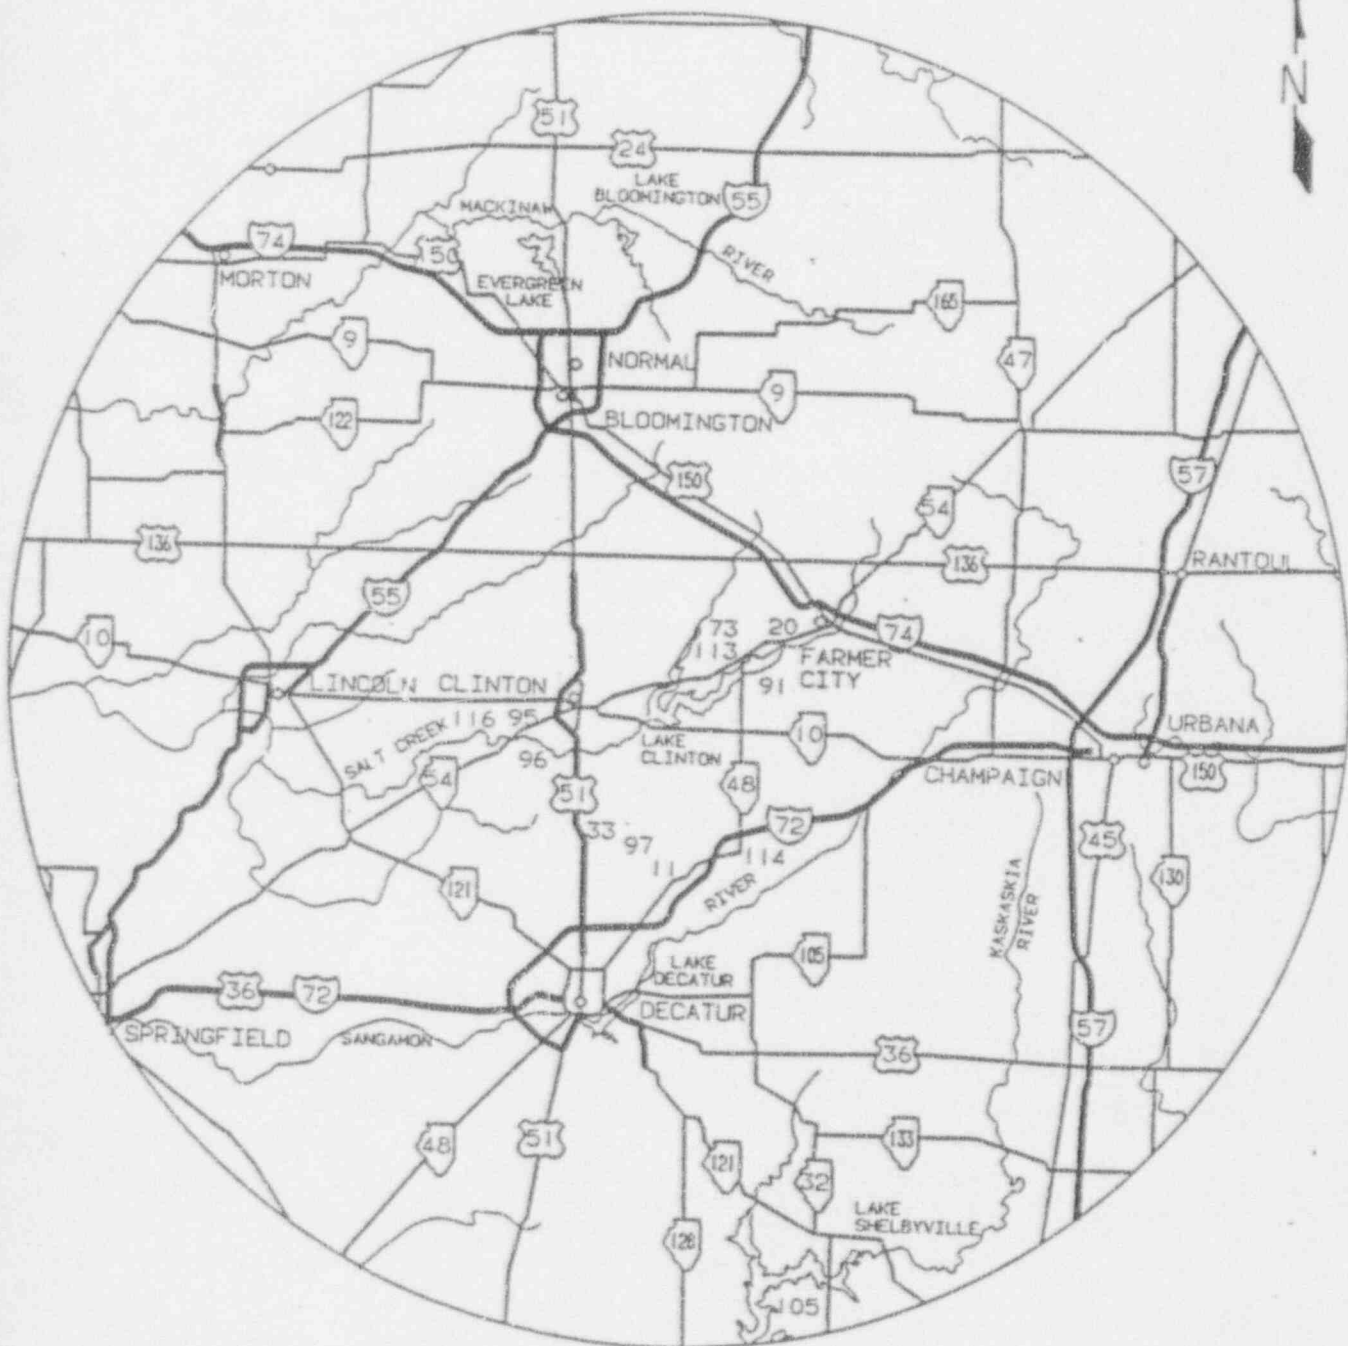 N
51
24
LAKE
BLOOMINGTON
55
MACKINAW
RIVER
74
150
MORTON
EVERGREEN
LAKE
165
9
NORMAL
47
9
122
BLOOMINGTON
150
57
54
136
136
RANTOUL
55
10
73
20
74
113
FARMER
CITY
LINCOLN
CLINTON
91
116
95
SALT CREEK
96
LAKE
CLINTON
10
URBANA
54
48
CHAMPAIGN
150
51
72
33
97
11
114
45
121
RIVER
KASKASKIA
RIVER
130
105
LAKE
DECATUR
36
72
DECATUR
SPRINGFIELD
SANGAMON
57
36
48
51
133
121
32
LAKE
SHELBYVILLE
128
105